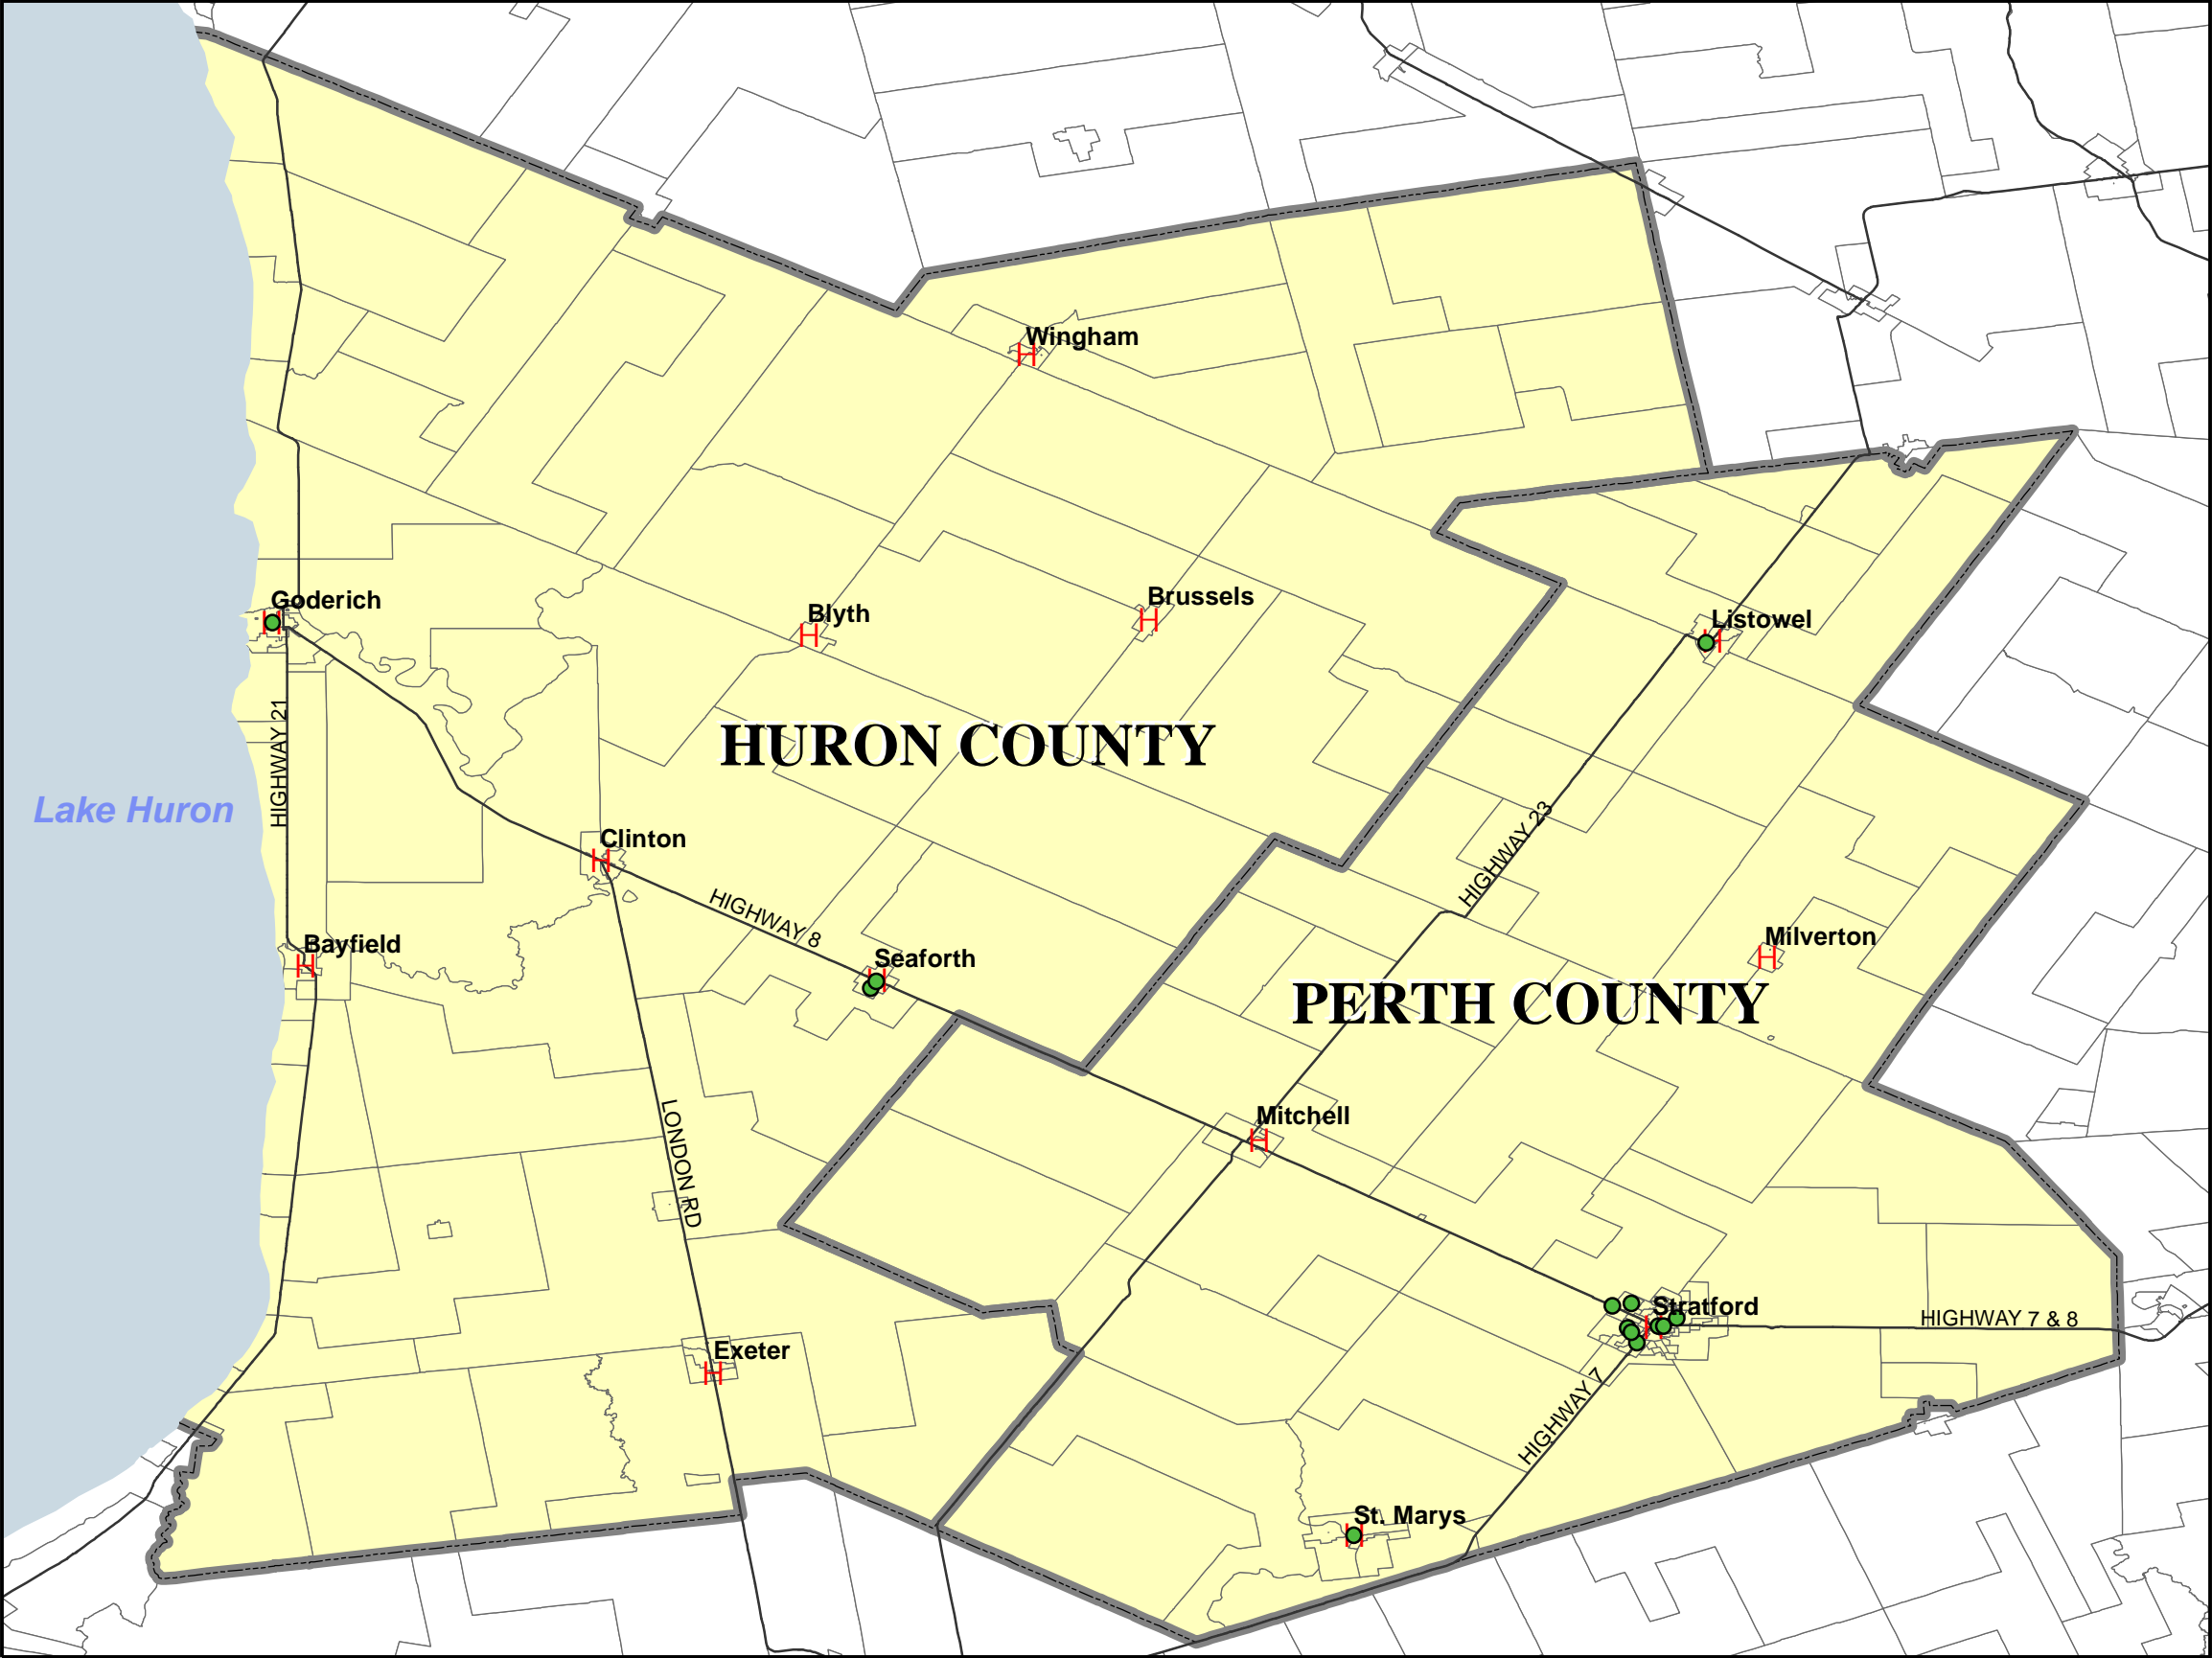 Wingham
Goderich
Blyth
Brussels
Listowel
HIGHWAY 21
HURON COUNTY
Lake Huron
Clinton
HIGHWAY 23
HIGHWAY 8
Bayfield
Seaforth
Milverton
PERTH COUNTY
Mitchell
LONDON RD
Stratford
HIGHWAY 7 & 8
Exeter
HIGHWAY 7
St. Marys
H
H
H
H
H
H
H
H
H
H
H
H
H